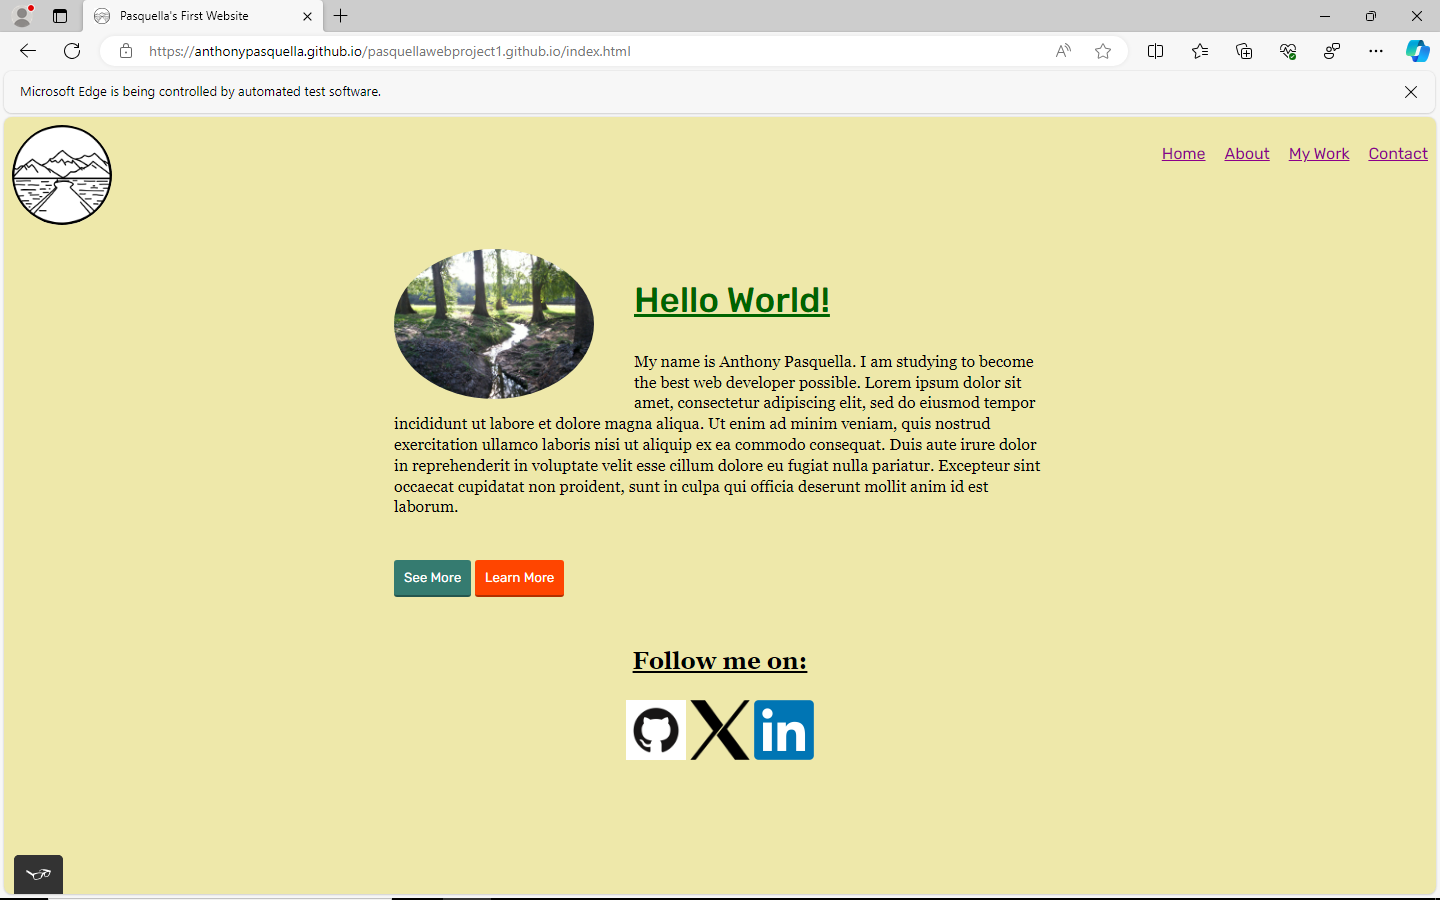 Pasquella's First Website
https://anthonypasquella.github.io/pasquellawebproject1.github.io/index.html
Microsoft Edge is being controlled by automated test software.
Home About My Work Contact
Hello World!
My name is Anthony Pasquella. I am studying to become
the best web developer possible. Lorem ipsum dolor sit
amet, consectetur adipiscing elit, sed do eiusmod tempor
incididunt ut labore et dolore magna aliqua. Ut enim ad minim veniam, quis nostrud
exercitation ullamco laboris nisi ut aliquip ex ea commodo consequat. Duis aute irure dolor
in reprehenderit in voluptate velit esse cillum dolore eu fugiat nulla pariatur. Excepteur sint
occaecat cupidatat non proident, sunt in culpa qui officia deserunt mollit anim id est
laborum.
See More Learn More
Follow me on:
X in